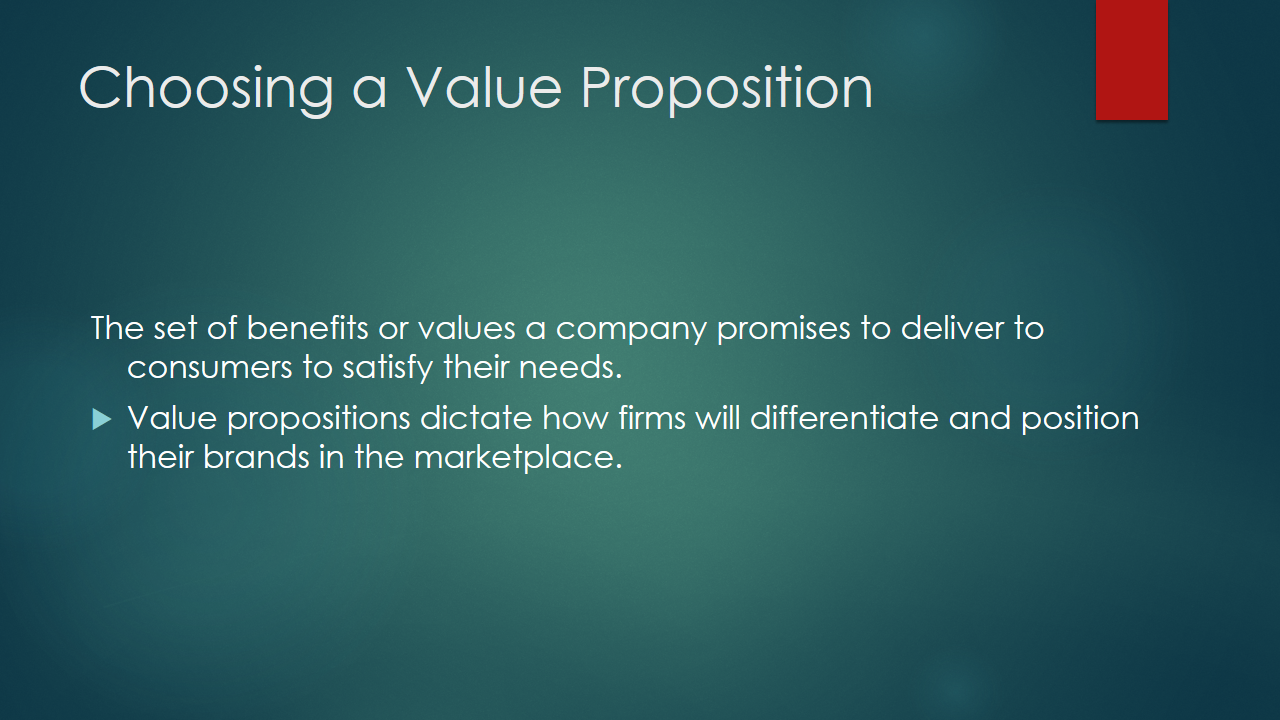 Choosing a Value Proposition
The set of benefits or values a company promises to deliver to
consumers to satisfy their needs.
Value propositions dictate how firms will differentiate and position
their brands in the marketplace.